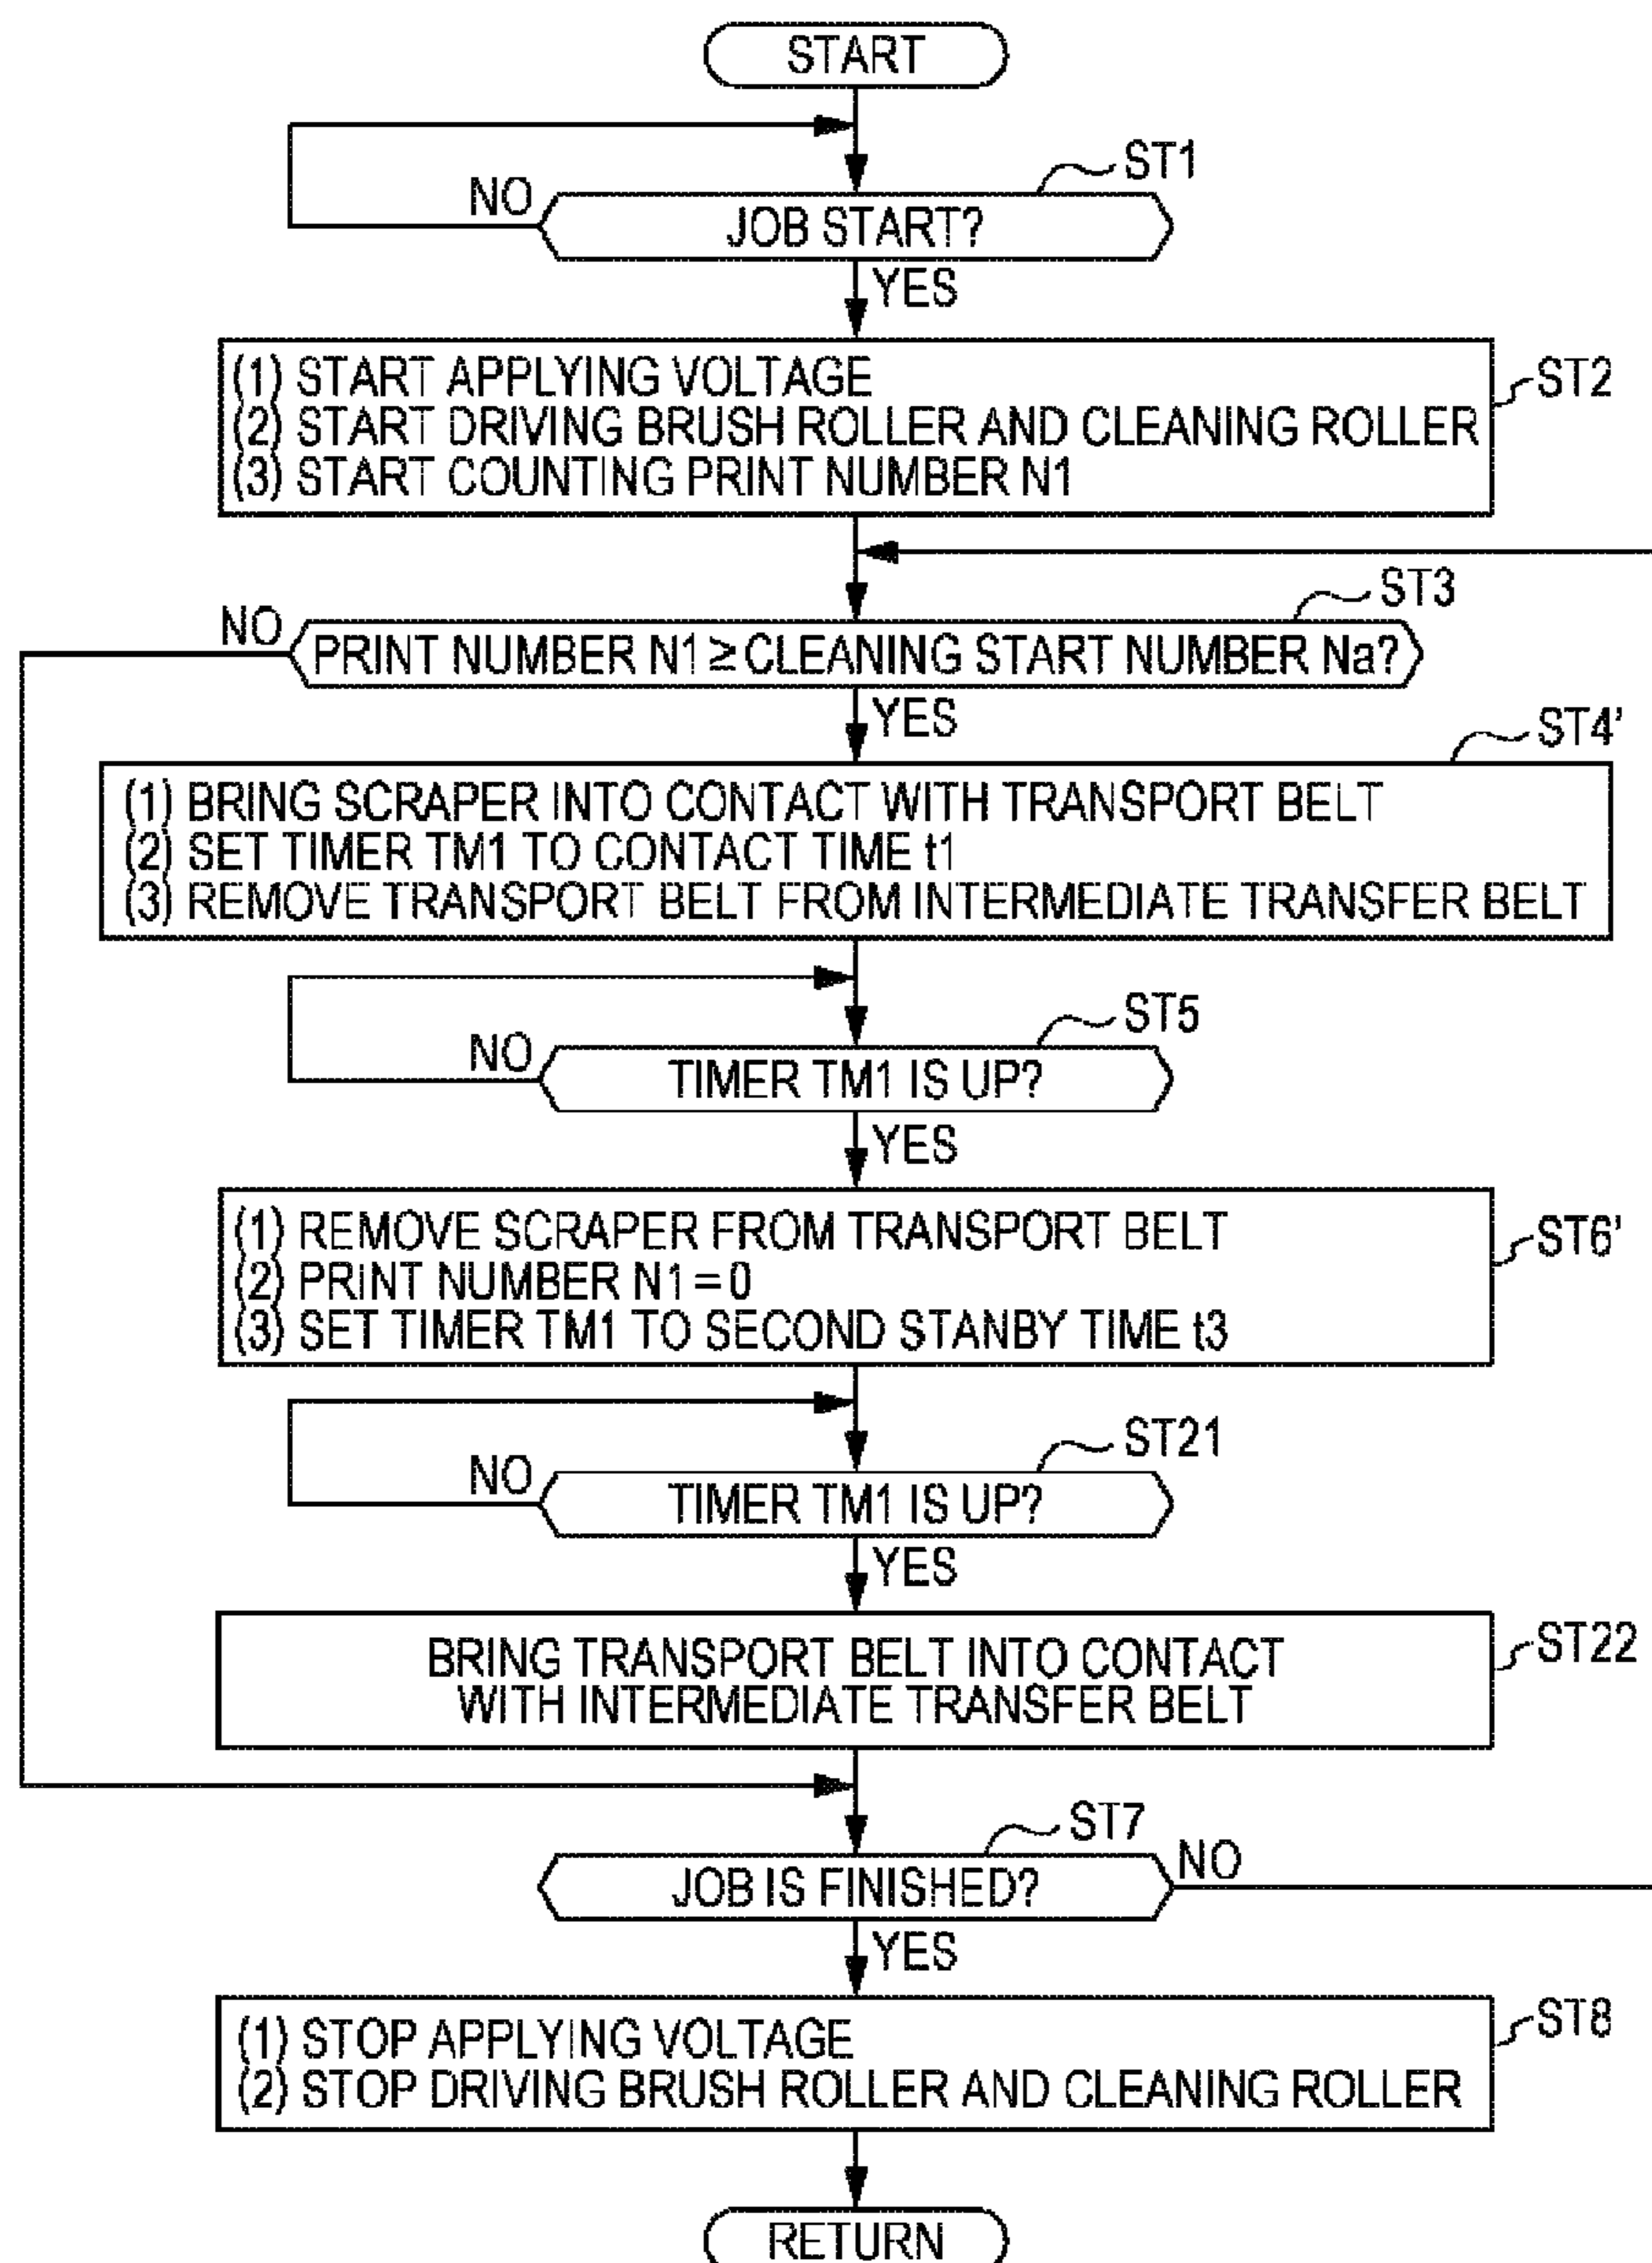 START
ST1
NO
JOB START?
YES
(1) START APPLYING VOLTAGE
(2) START DRIVING BRUSH ROLLER AND CLEANING ROLLER
(3) START COUNTING PRINT NUMBER N1
ST2
ST3
NO
PRINT NUMBER N1 ≥ CLEANING START NUMBER Na?
YES
ST4'
(1) BRING SCRAPER INTO CONTACT WITH TRANSPORT BELT
(2) SET TIMER TM1 TO CONTACT TIME t1
(3) REMOVE TRANSPORT BELT FROM INTERMEDIATE TRANSFER BELT
ST5
NO
TIMER TM1 IS UP?
YES
(1) REMOVE SCRAPER FROM TRANSPORT BELT
(2) PRINT NUMBER N1 = 0
(3) SET TIMER TM1 TO SECOND STANBY TIME t3
ST6'
ST21
NO
TIMER TM1 IS UP?
YES
BRING TRANSPORT BELT INTO CONTACT
WITH INTERMEDIATE TRANSFER BELT
ST22
ST7
JOB IS FINISHED?
NO
YES
(1) STOP APPLYING VOLTAGE
(2) STOP DRIVING BRUSH ROLLER AND CLEANING ROLLER
ST8
RETURN